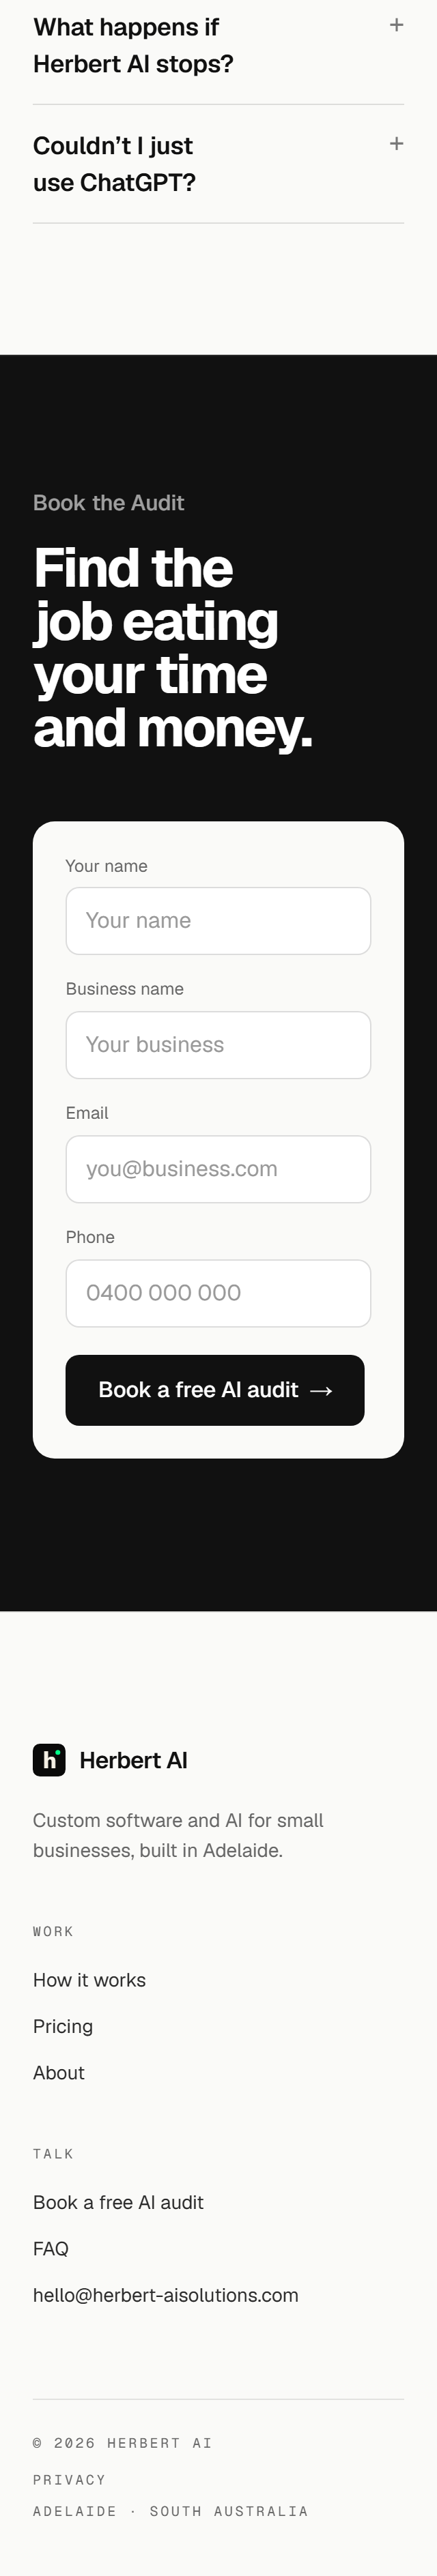 What happens if
Herbert AI stops?
+
Couldn’t I just
use ChatGPT?
+
Book the Audit
Find the
job eating
your time
and money.
Your name
Your name
Business name
Your business
Email
you@business.com
Phone
0400 000 000
Book a free AI audit →
h
Herbert AI
Custom software and AI for small
businesses, built in Adelaide.
WORK
How it works
Pricing
About
TALK
Book a free AI audit
FAQ
hello@herbert-aisolutions.com
© 2026 HERBERT AI
PRIVACY
ADELAIDE · SOUTH AUSTRALIA